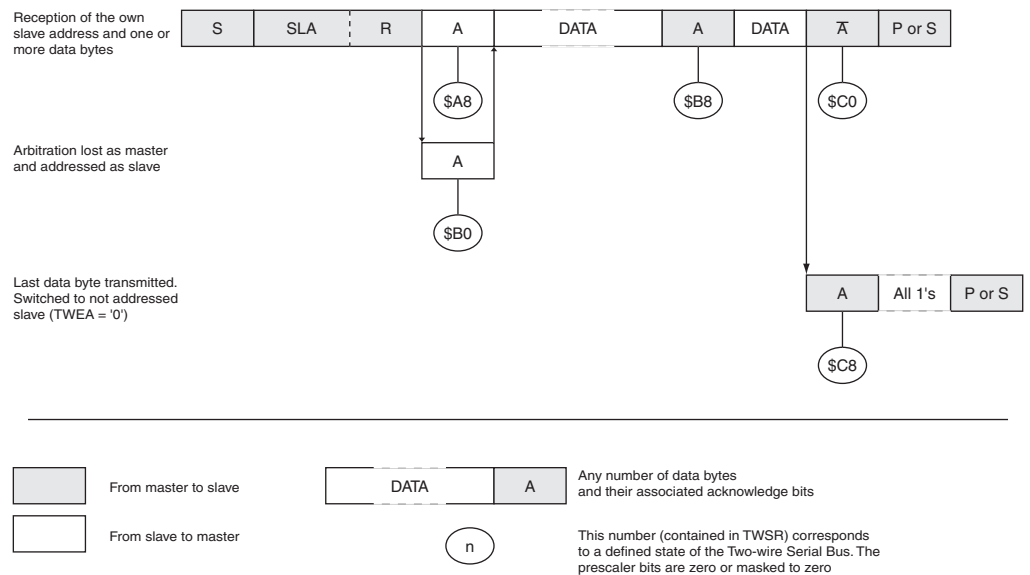 Reception of the own
slave address and one or
more data bytes
S SLA R A DATA A DATA A̅ P or S
$A8 $B8 $C0
Arbitration lost as master
and addressed as slave
A
$B0
Last data byte transmitted.
Switched to not addressed
slave (TWEA = '0')
A All 1's P or S
$C8
From master to slave
DATA A
Any number of data bytes
and their associated acknowledge bits
From slave to master
n
This number (contained in TWSR) corresponds
to a defined state of the Two-wire Serial Bus. The
prescaler bits are zero or masked to zero